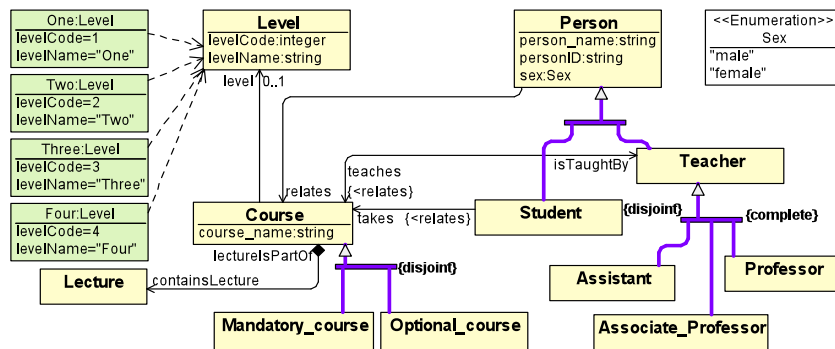 One:Level
levelCode=1
levelName="One"
Two:Level
levelCode=2
levelName="Two"
Three:Level
levelCode=3
levelName="Three"
Four:Level
levelCode=4
levelName="Four"
Level
levelCode:integer
levelName:string
level 0..1
Person
person_name:string
personID:string
sex:Sex
<<Enumeration>>
Sex
"male"
"female"
relates
teaches
{<relates}
isTaughtBy
Teacher
Course
course_name:string
takes {<relates}
Student
{disjoint}
{complete}
lectureIsPartOf
Lecture
containsLecture
{disjoint}
Mandatory_course
Optional_course
Assistant
Associate_Professor
Professor